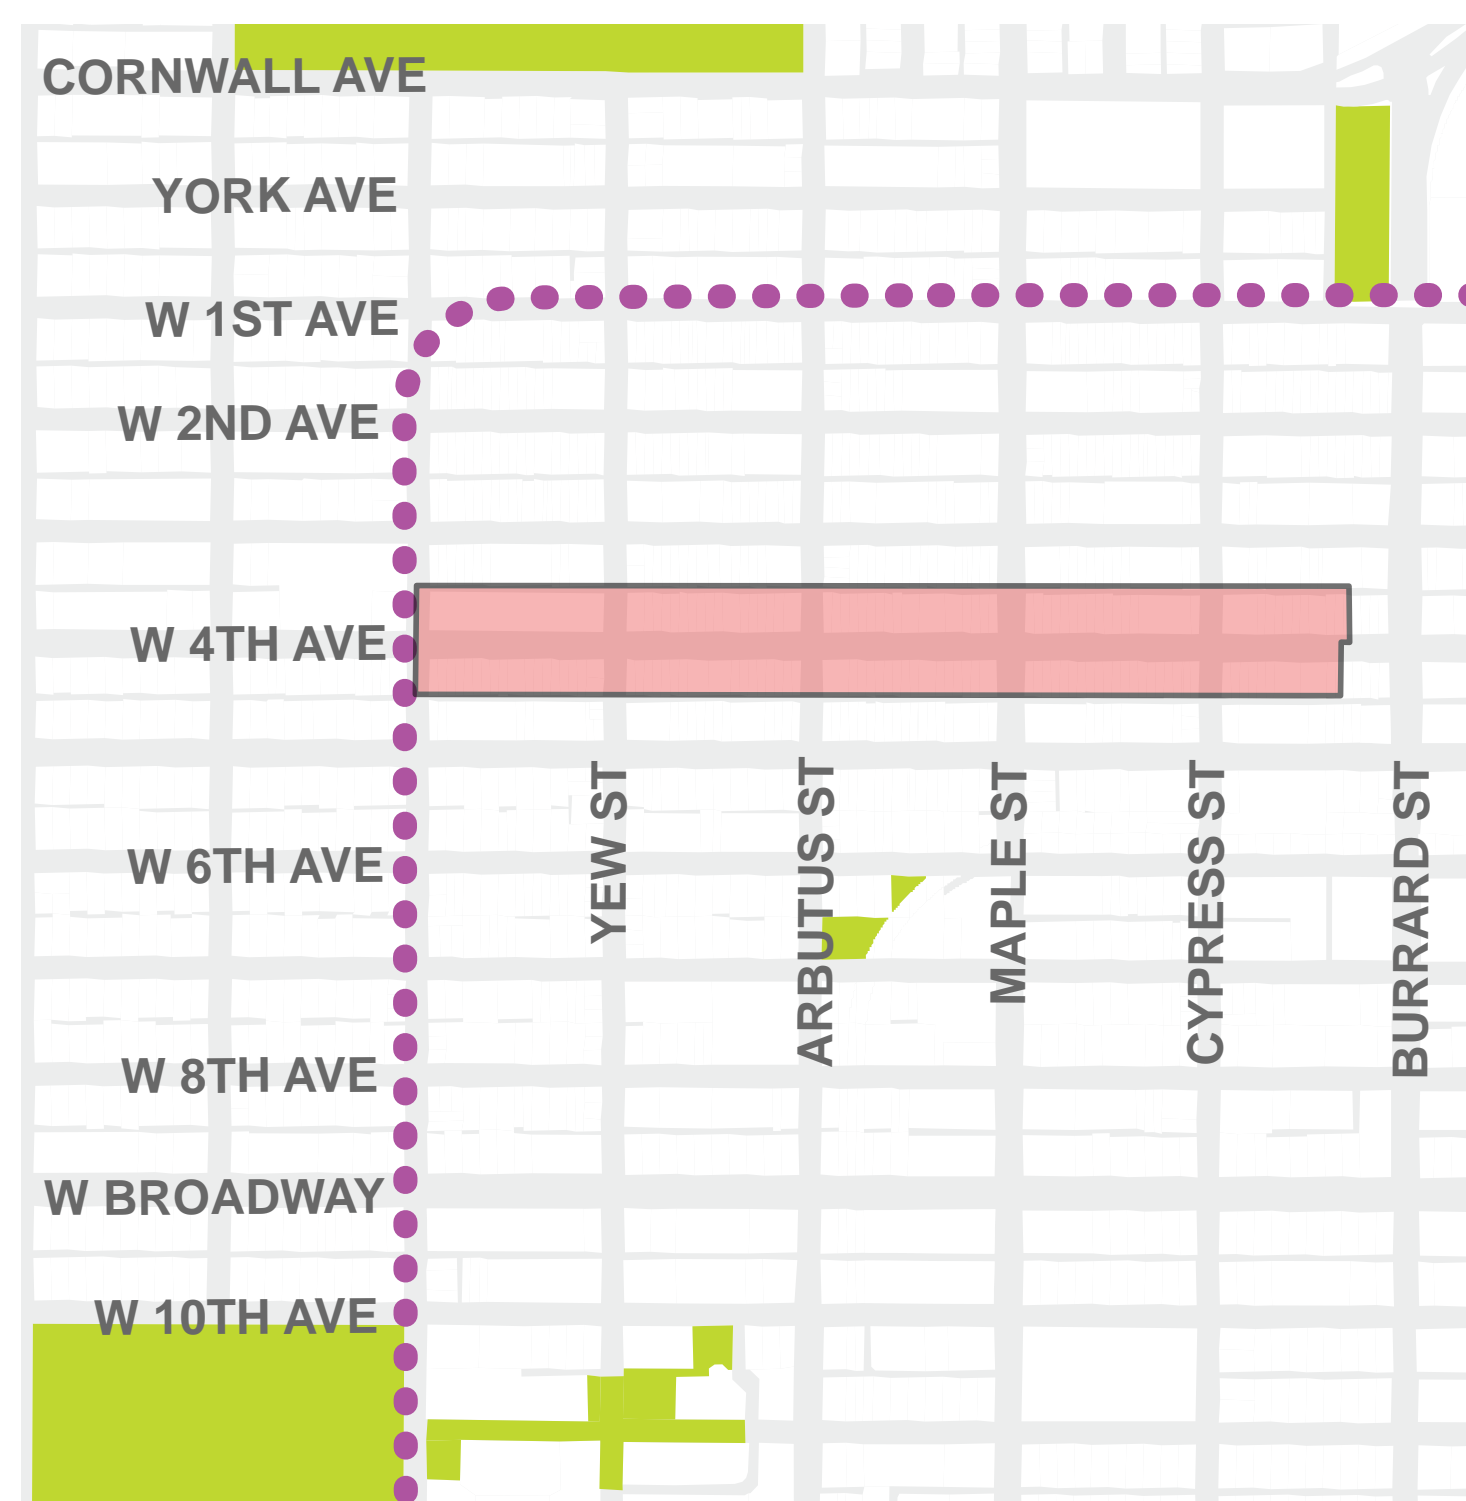 CORNWALL AVE
YORK AVE
W 1ST AVE
W 2ND AVE
W 4TH AVE
YEW ST
ARBUTUS ST
MAPLE ST
CYPRESS ST
BURRARD ST
W 6TH AVE
W 8TH AVE
W BROADWAY
W 10TH AVE